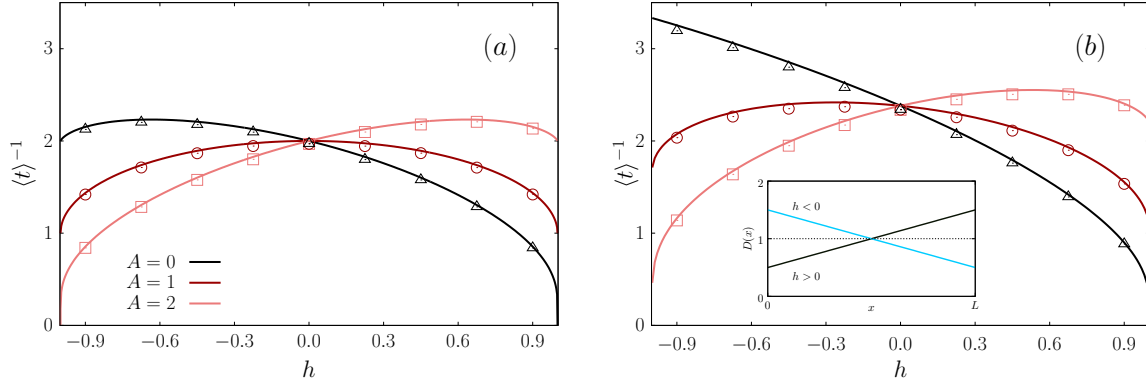 (a)
3
2
1
0
⟨t⟩⁻¹
A = 0
A = 1
A = 2
−0.9 −0.6 −0.3 0.0 0.3 0.6 0.9
h
(b)
3
2
1
0
⟨t⟩⁻¹
2
1
0
D(x)
h < 0
h > 0
0 x L
−0.9 −0.6 −0.3 0.0 0.3 0.6 0.9
h